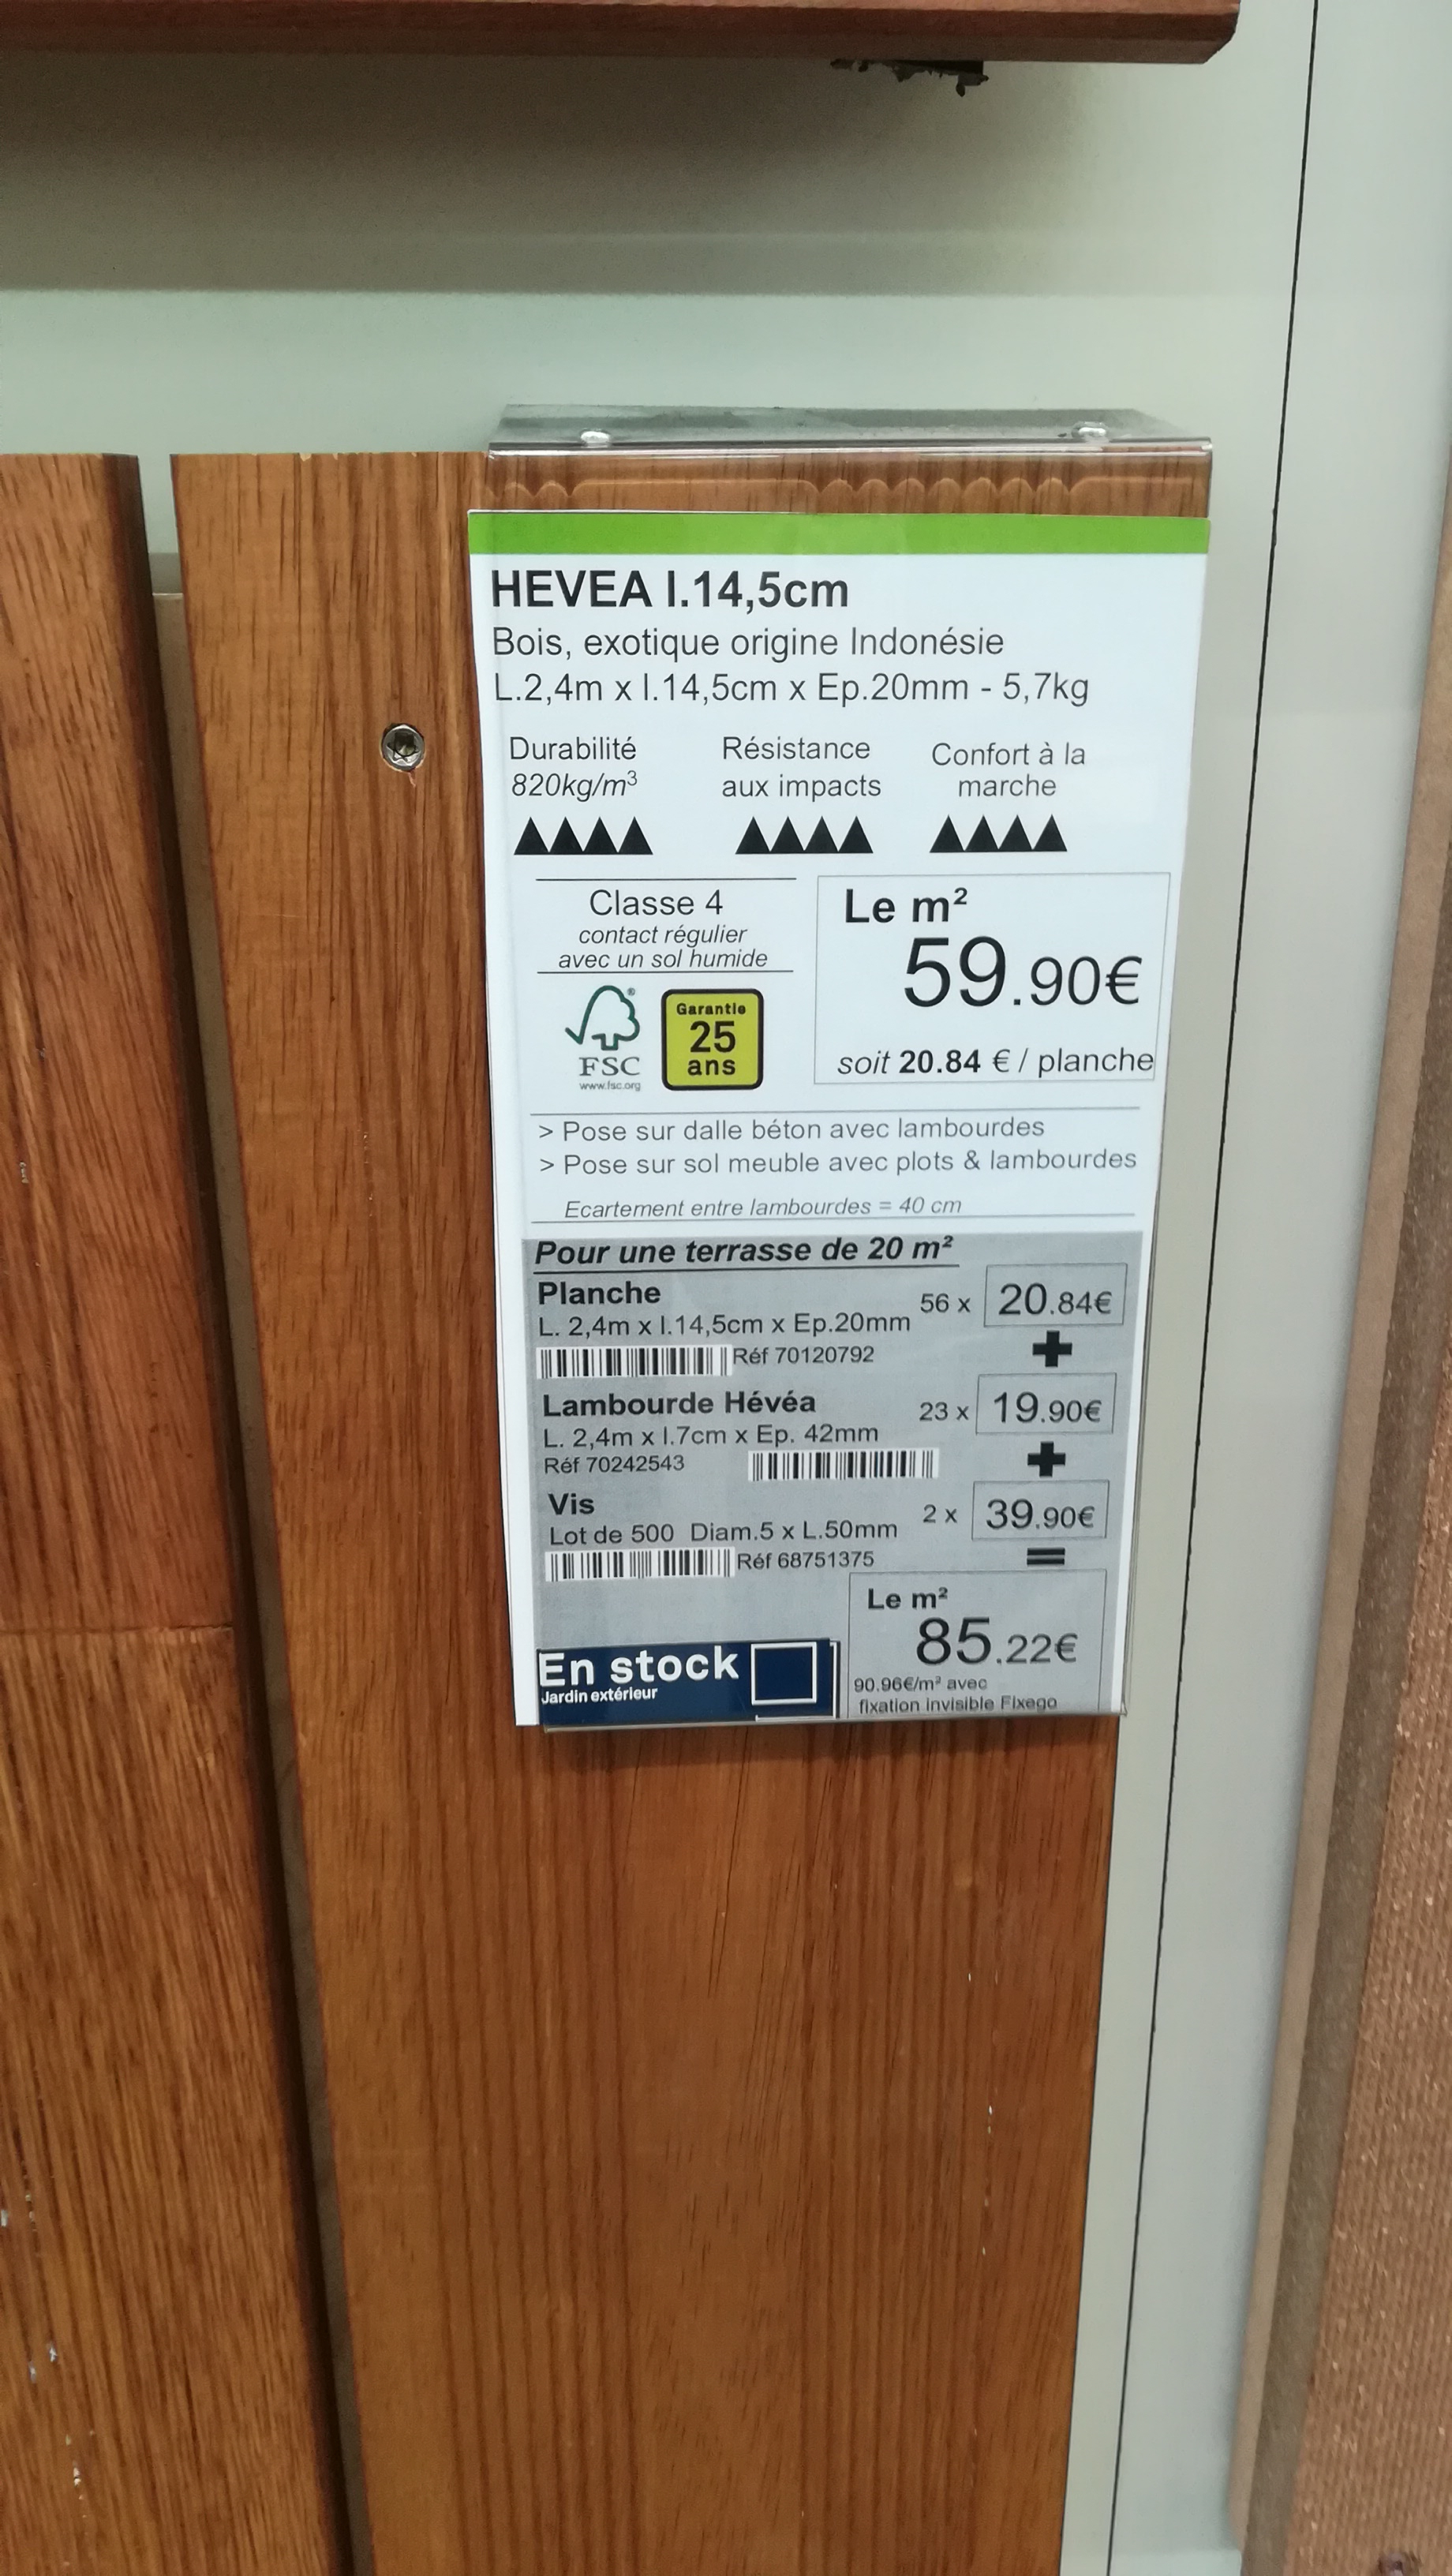 HEVEA l.14,5cm
Bois, exotique origine Indonésie
L.2,4m x l.14,5cm x Ep.20mm - 5,7kg
Durabilité
820kg/m³
Résistance
aux impacts
Confort à la
marche
Classe 4
contact régulier
avec un sol humide
FSC®
www.fsc.org
Garantie
25
ans
Le m²
59.90€
soit 20.84 € / planche
> Pose sur dalle béton avec lambourdes
> Pose sur sol meuble avec plots & lambourdes
Ecartement entre lambourdes = 40 cm
Pour une terrasse de 20 m²
Planche
56 x 20.84€
L. 2,4m x l.14,5cm x Ep.20mm
Réf 70120792
+
Lambourde Hévéa
23 x 19.90€
L. 2,4m x l.7cm x Ep. 42mm
Réf 70242543
+
Vis
2 x 39.90€
Lot de 500 Diam.5 x L.50mm
Réf 68751375
=
Le m²
85.22€
90.96€/m² avec
fixation invisible Fixego
En stock
Jardin extérieur